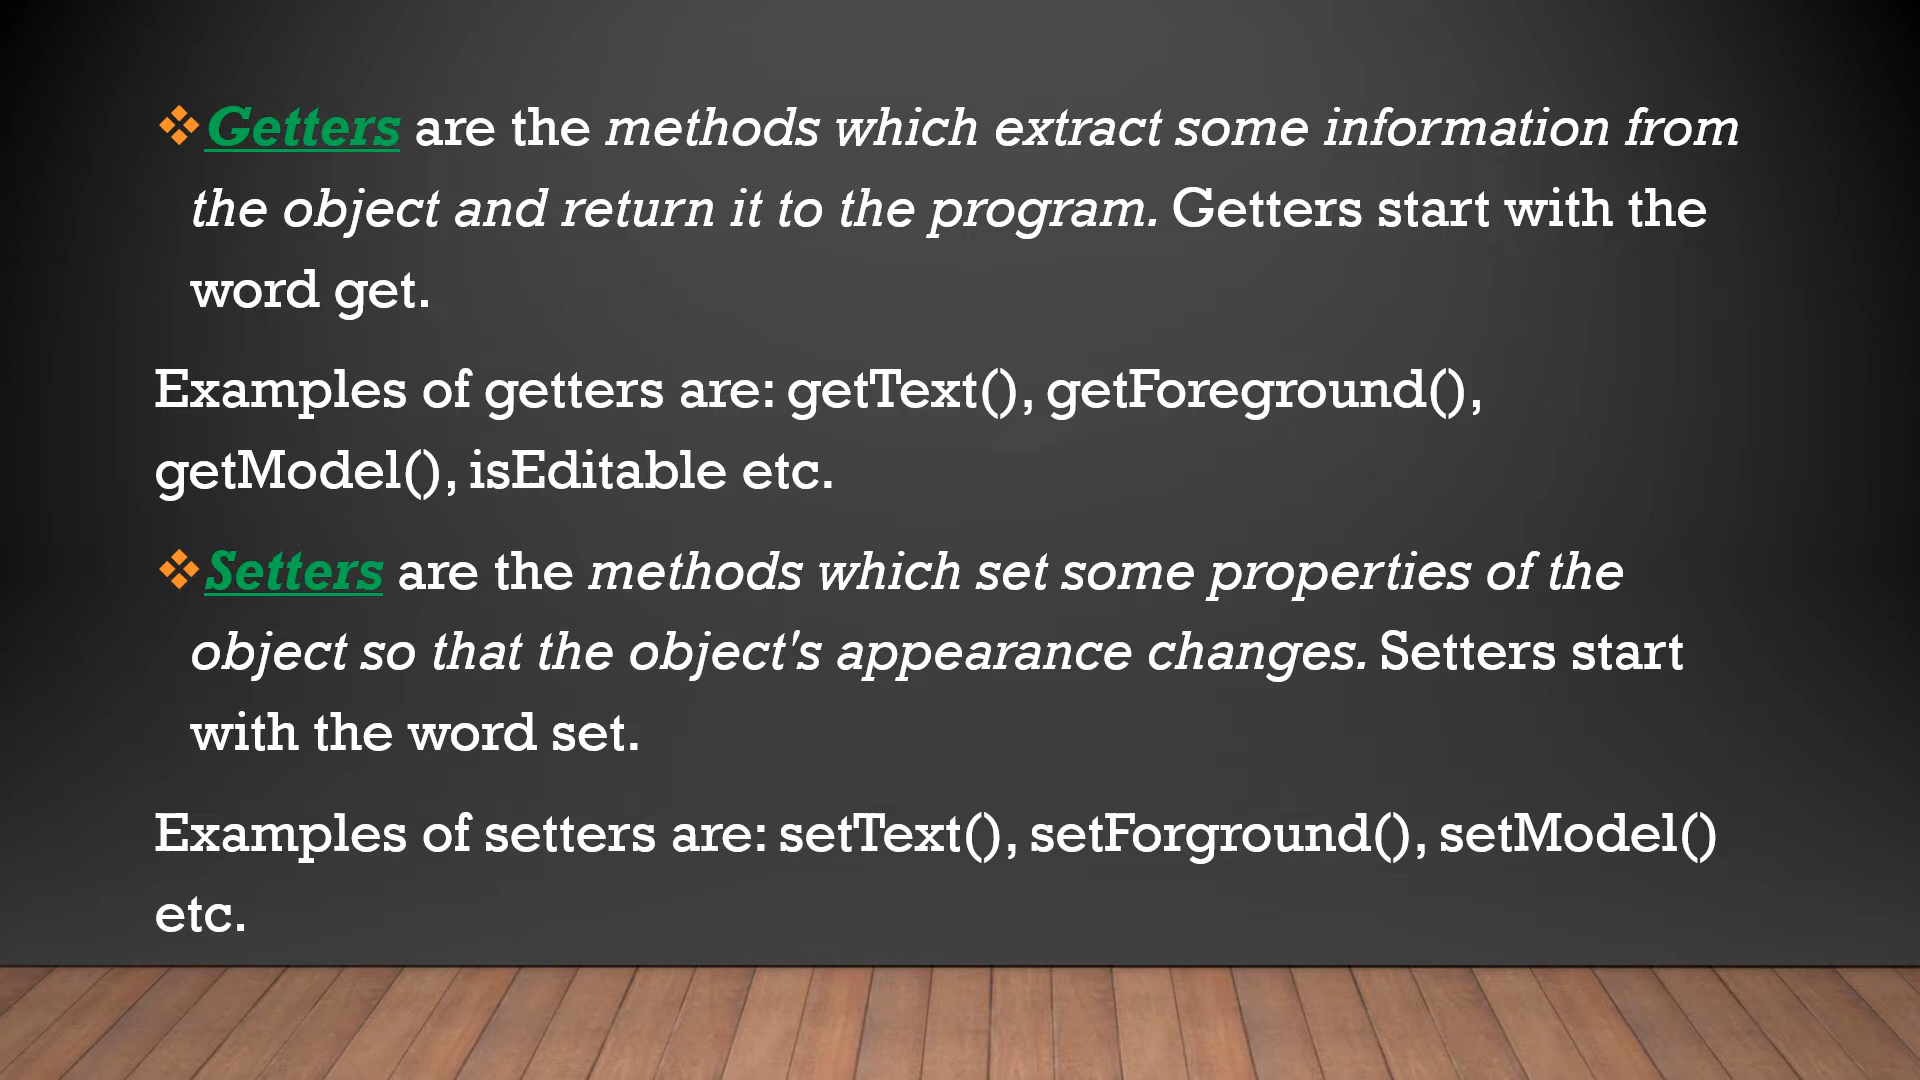 ❖Getters are the methods which extract some information from
the object and return it to the program. Getters start with the
word get.
Examples of getters are: getText(), getForeground(),
getModel(), isEditable etc.
❖Setters are the methods which set some properties of the
object so that the object's appearance changes. Setters start
with the word set.
Examples of setters are: setText(), setForground(), setModel()
etc.